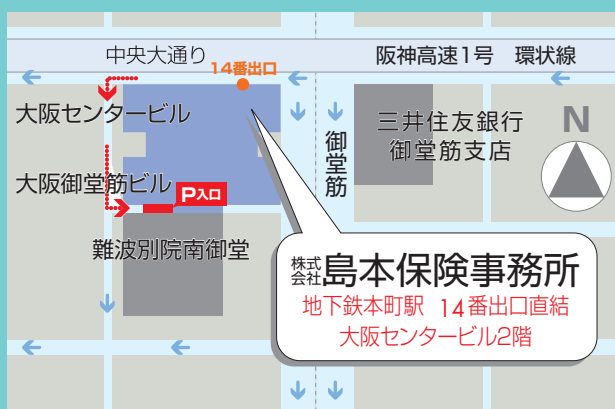 中央大通り
阪神高速1号 環状線
14番出口
大阪センタービル
三井住友銀行
御堂筋支店
N
御堂筋
大阪御堂筋ビル
P入口
難波別院南御堂
株式会社島本保険事務所
地下鉄本町駅 14番出口直結
大阪センタービル2階